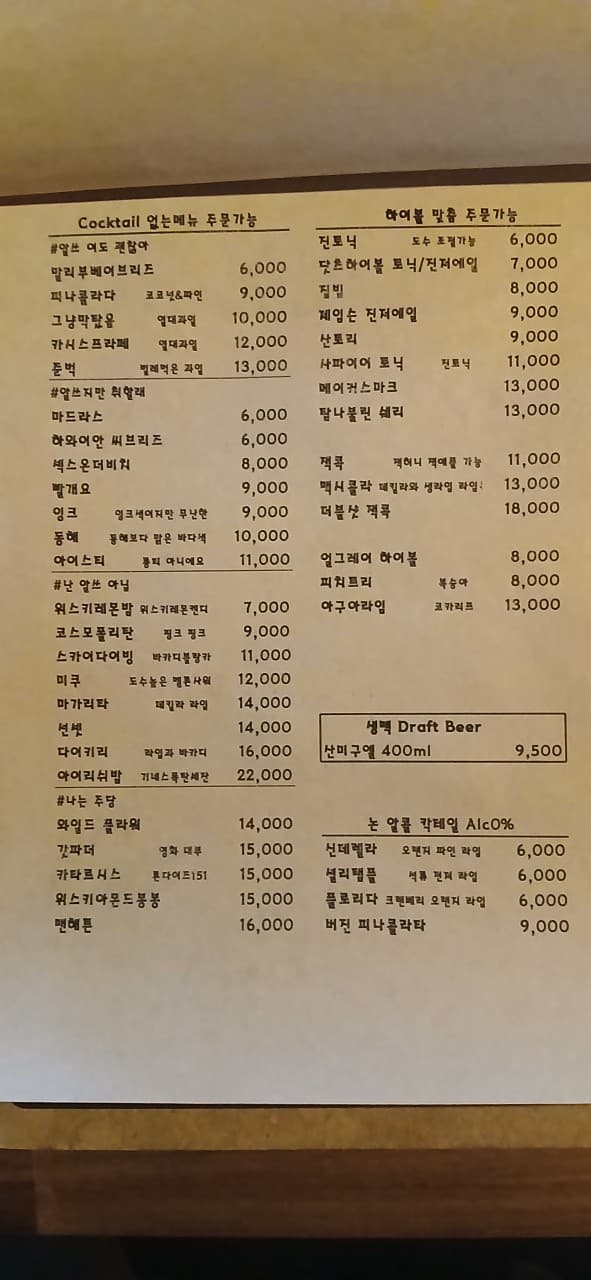 Cocktail 없는메뉴 주문가능
#알쓰 여도 괜찮아
말리부베이브리즈 6,000
피나콜라다 코코넛&파인 9,000
그냥막탔음 열대과일 10,000
카시스프라페 열대과일 12,000
준벅 벌레먹은 과일 13,000
#알쓰지만 취할래
마드라스 6,000
하와이안 씨브리즈 6,000
섹스온더비치 8,000
빨개요 9,000
잉크 잉크색이지만 무난한 9,000
동해 동해보다 맑은 바다색 10,000
아이스티 롱티 아니에요 11,000
#난 알쓰 아님
위스키레몬밤 위스키레몬캔디 7,000
코스모폴리탄 핑크 핑크 9,000
스카이다이빙 바카디블랑카 11,000
미쿠 도수높은 멜론사워 12,000
마가리타 테킬라 라임 14,000
선셋 14,000
다이키리 라임과 바카디 16,000
아이리쉬밤 기네스폭탄세잔 22,000
#나는 주당
와일드 플라워 14,000
갓파더 영화 대부 15,000
카타르시스 론다이즈151 15,000
위스키아몬드봉봉 15,000
맨해튼 16,000
하이볼 맞춤 주문가능
진토닉 도수 조절가능 6,000
닷츠하이볼 토닉/진저에일 7,000
짐빔 8,000
제임슨 진저에일 9,000
산토리 9,000
사파이어 토닉 진토닉 11,000
메이커스마크 13,000
탈나불린 쉐리 13,000
잭콕 잭허니 잭애플 가능 11,000
맥시콜라 테킬라와 생라임 13,000
더블샷 잭콕 18,000
얼그레이 하이볼 8,000
피치트리 복숭아 8,000
아구아라임 코카리프 13,000
생맥 Draft Beer
산미구엘 400ml 9,500
논 알콜 칵테일 Alc0%
신데렐라 오렌지 파인 라임 6,000
셜리템플 석류 진저 라임 6,000
플로리다 크랜베리 오렌지 라임 6,000
버진 피나콜라타 9,000